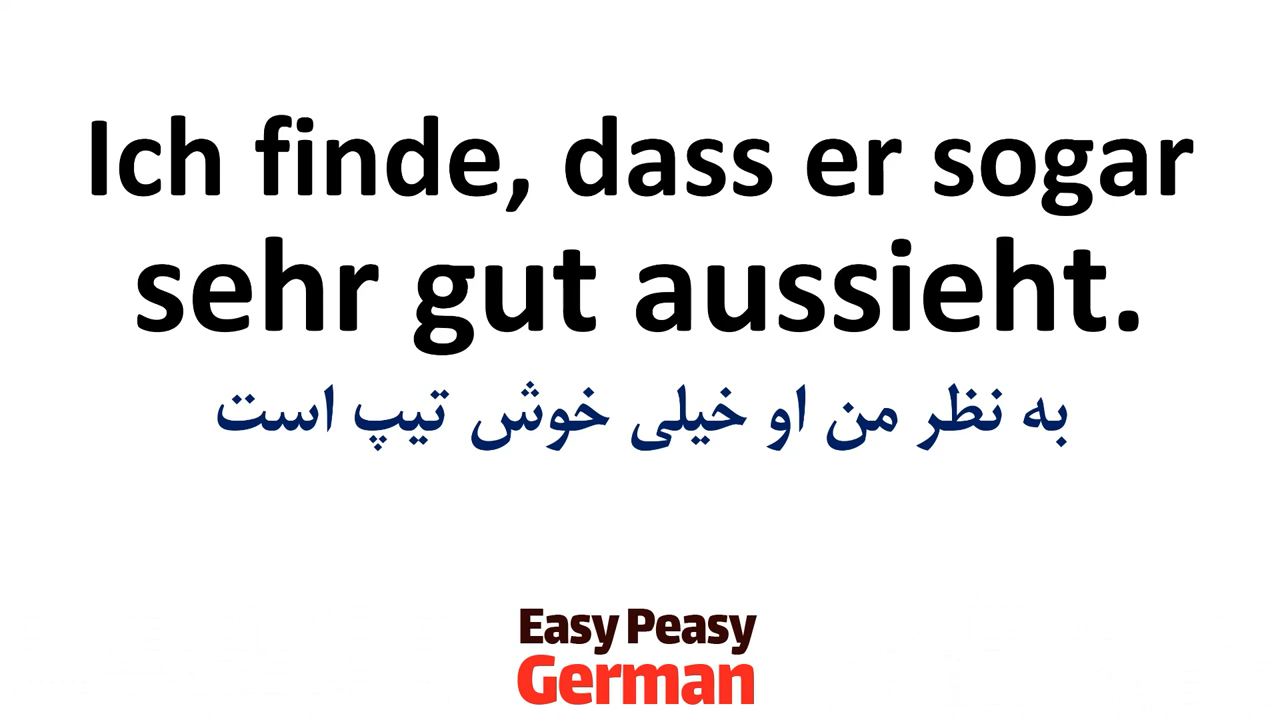 Ich finde, dass er sogar
sehr gut aussieht.
به نظر من او خیلی خوش تیپ است
Easy Peasy
German